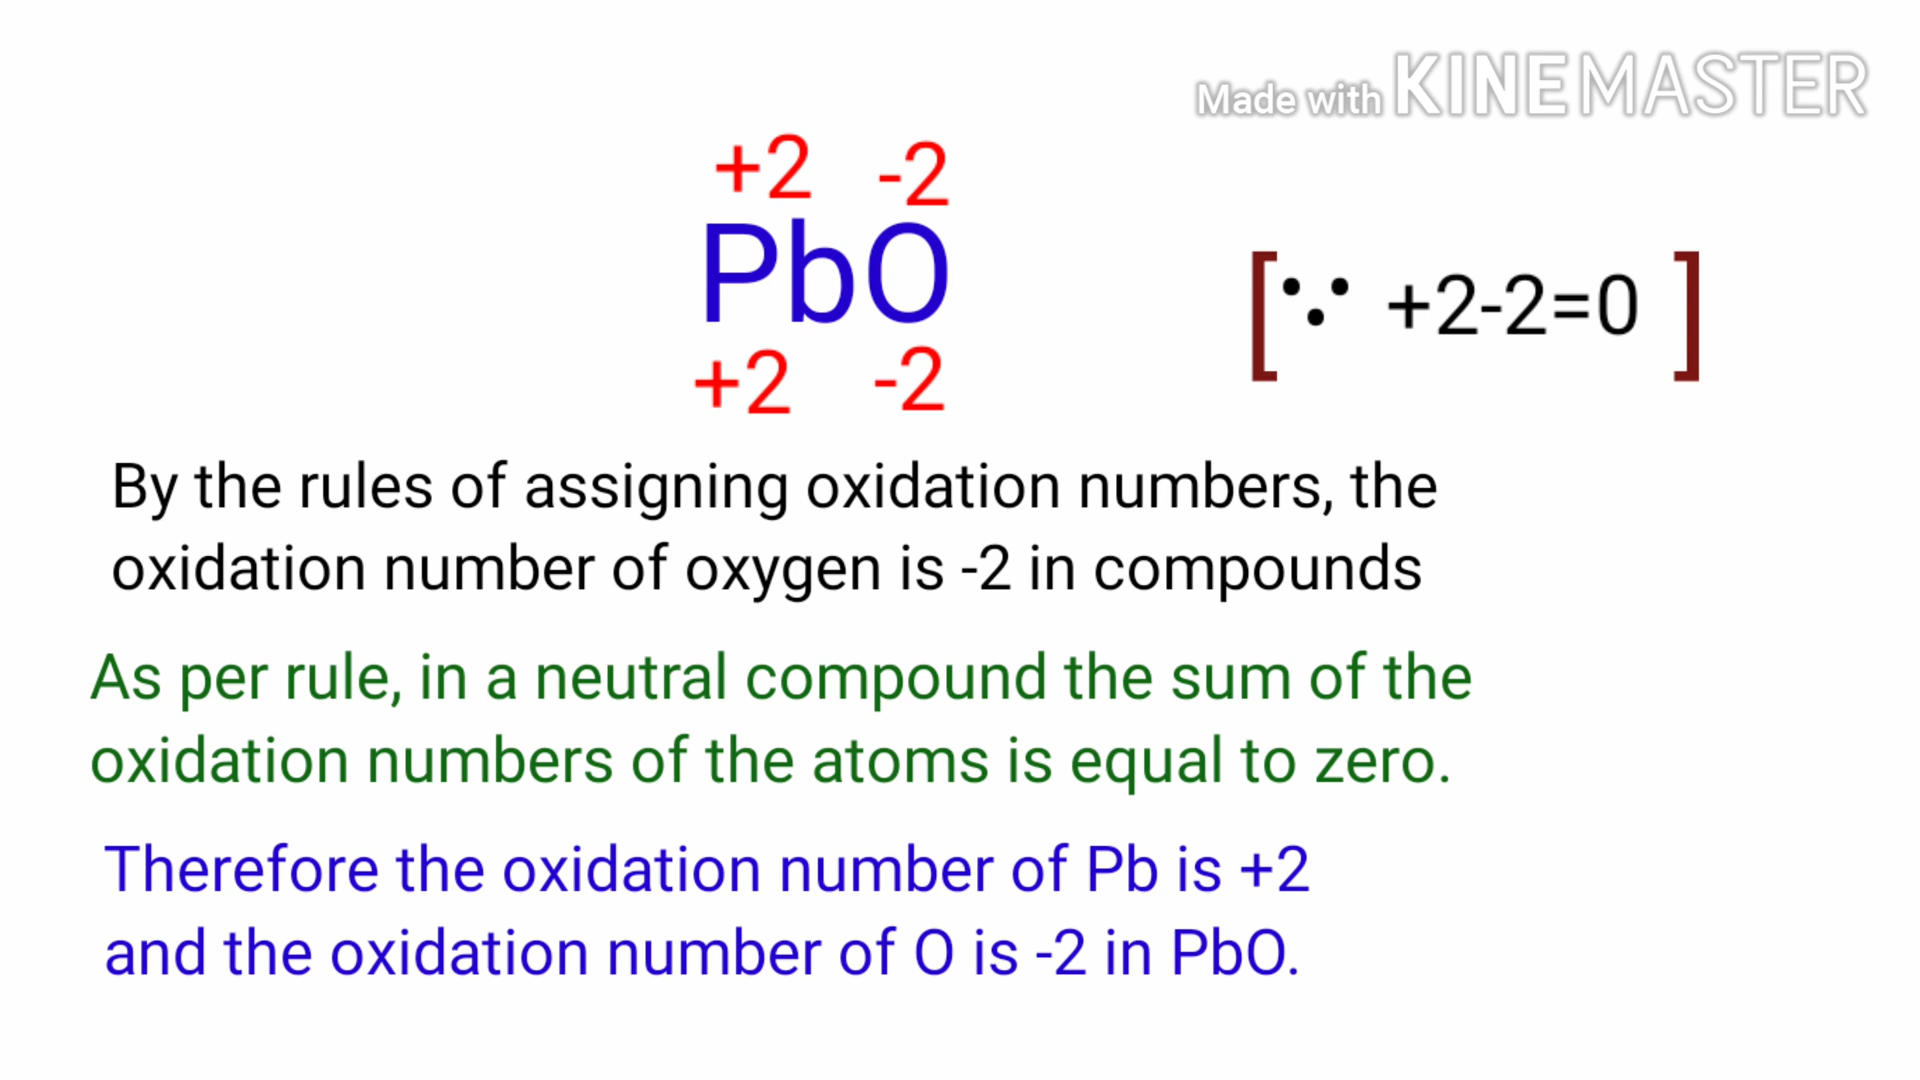 Made with KINEMASTER
+2 -2
PbO
+2 -2
[∵ +2-2=0 ]
By the rules of assigning oxidation numbers, the
oxidation number of oxygen is -2 in compounds
As per rule, in a neutral compound the sum of the
oxidation numbers of the atoms is equal to zero.
Therefore the oxidation number of Pb is +2
and the oxidation number of O is -2 in PbO.